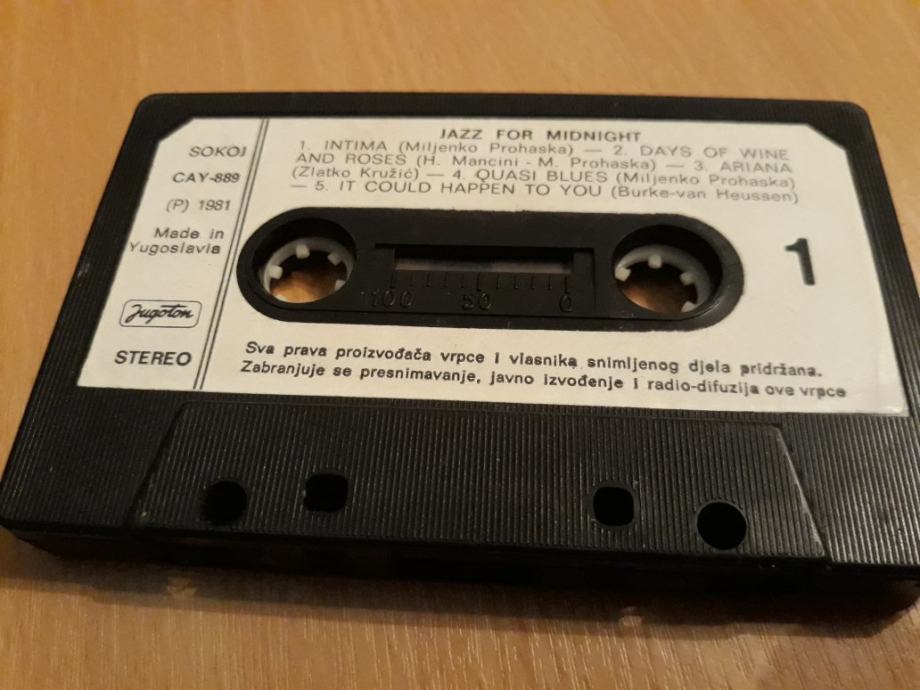 JAZZ FOR MIDNIGHT
1. INTIMA (Miljenko Prohaska) — 2. DAYS OF WINE
AND ROSES (H. Mancini - M. Prohaska) — 3. ARIANA
(Zlatko Kružić) — 4. QUASI BLUES (Miljenko Prohaska)
— 5. IT COULD HAPPEN TO YOU (Burke-van Heussen)
SOKOJ
CAY-889
(P) 1981
Made in
Yugoslavia
Jugoton
STEREO
100 50 0
1
Sva prava proizvođača vrpce i vlasnika snimljenog djela pridržana.
Zabranjuje se presnimavanje, javno izvođenje i radio-difuzija ove vrpce